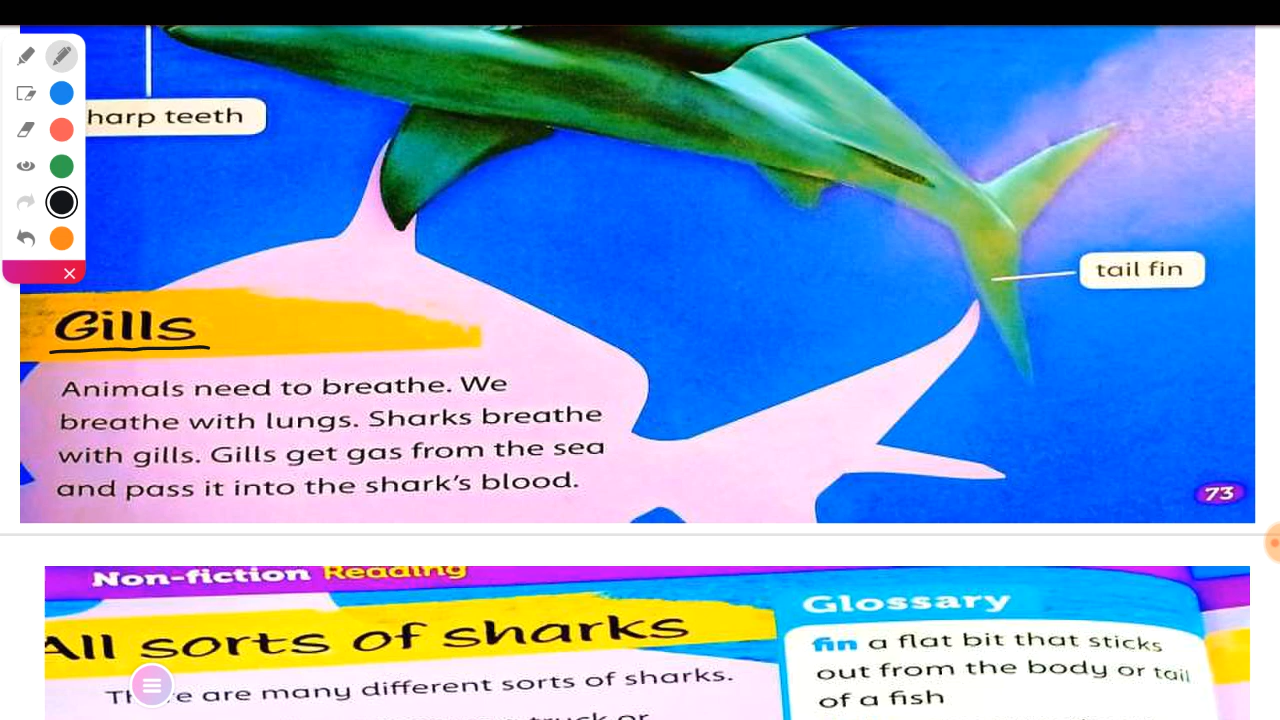 harp teeth
tail fin
Gills
Animals need to breathe. We
breathe with lungs. Sharks breathe
with gills. Gills get gas from the sea
and pass it into the shark's blood.
73
Non-fiction Reading
All sorts of sharks
are many different sorts of sharks.
truck or
Glossary
fin a flat bit that sticks
out from the body or tail
of a fish